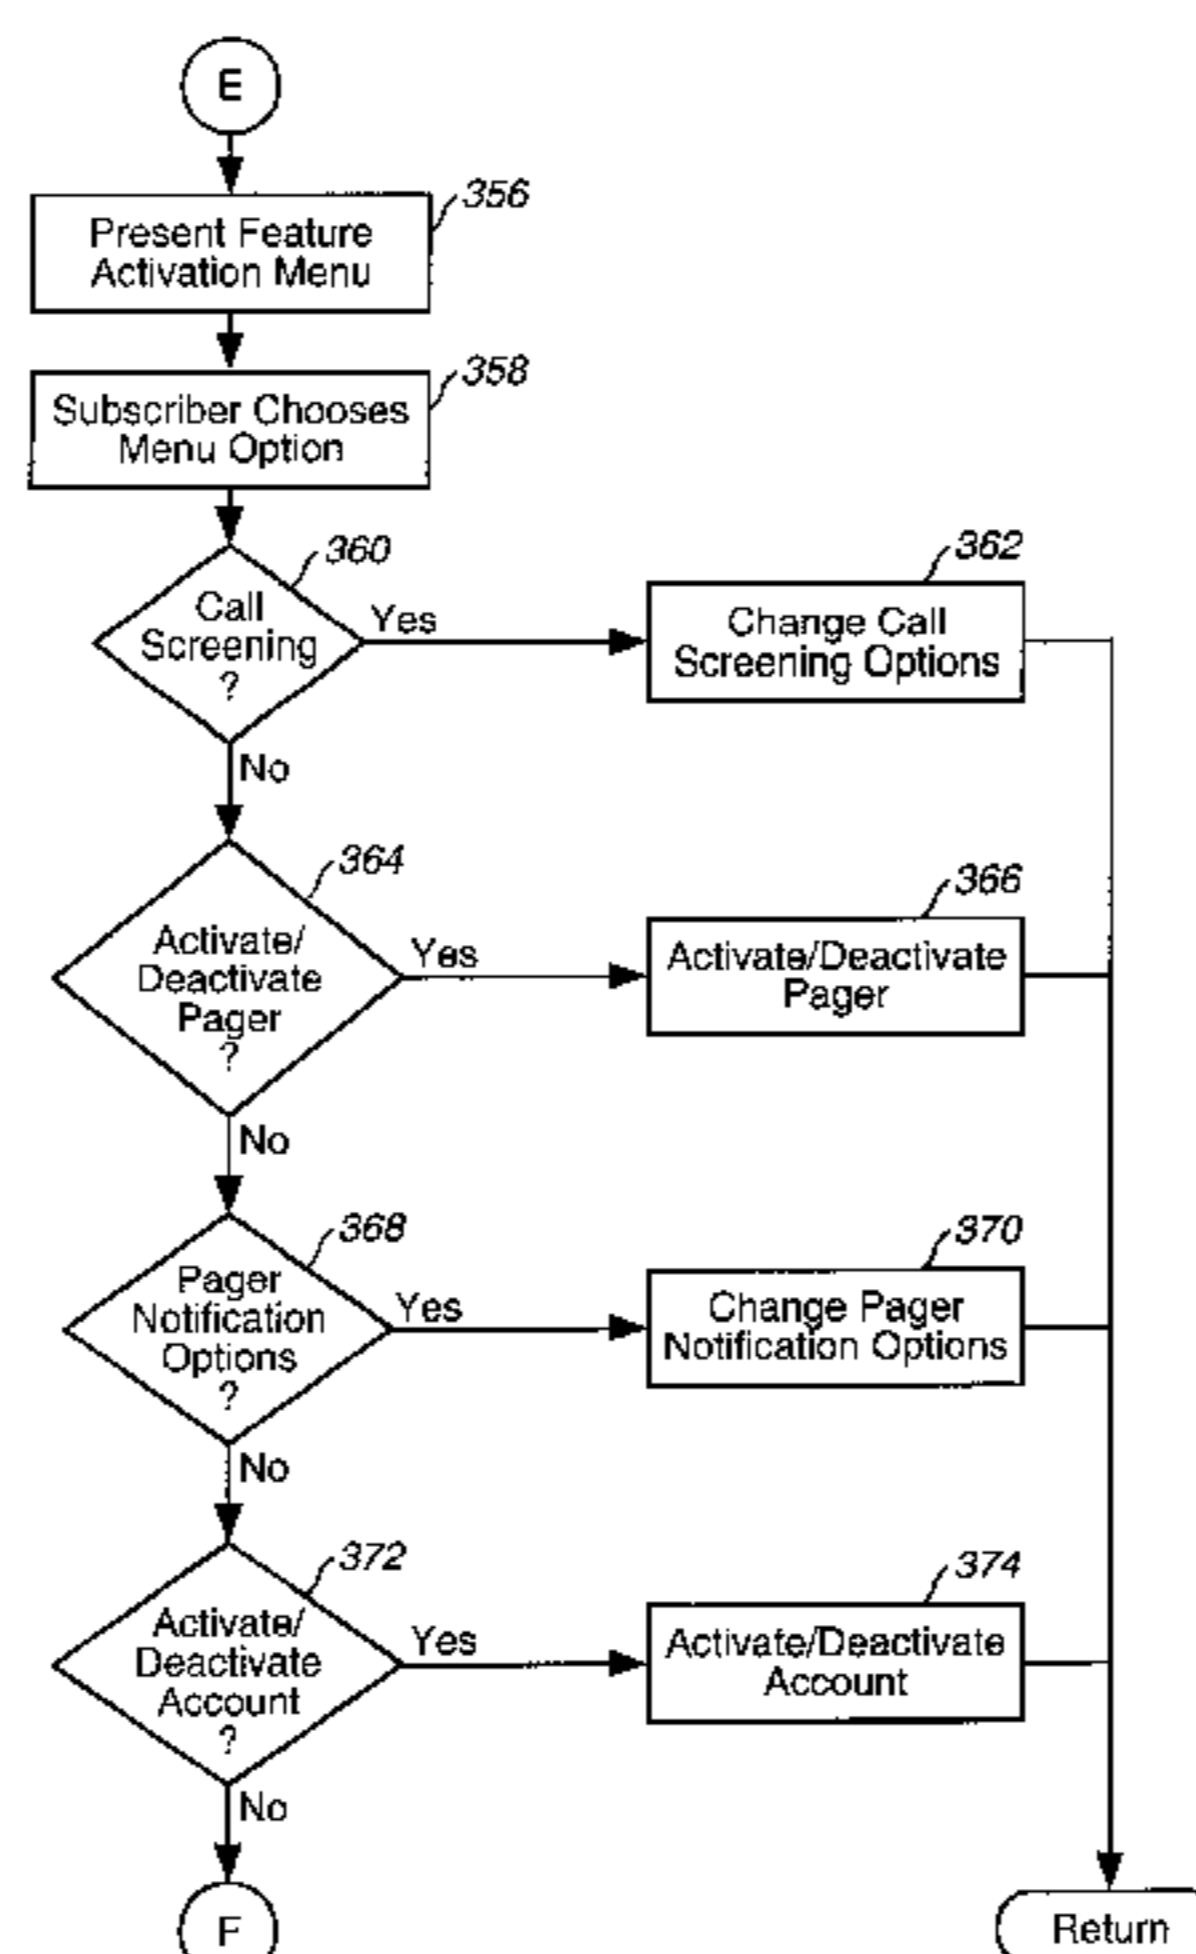 E
356
Present Feature
Activation Menu
358
Subscriber Chooses
Menu Option
360
Call
Screening
?
Yes
362
Change Call
Screening Options
No
364
Activate/
Deactivate
Pager
?
Yes
366
Activate/Deactivate
Pager
No
368
Pager
Notification
Options
?
Yes
370
Change Pager
Notification Options
No
372
Activate/
Deactivate
Account
?
Yes
374
Activate/Deactivate
Account
No
F
Return